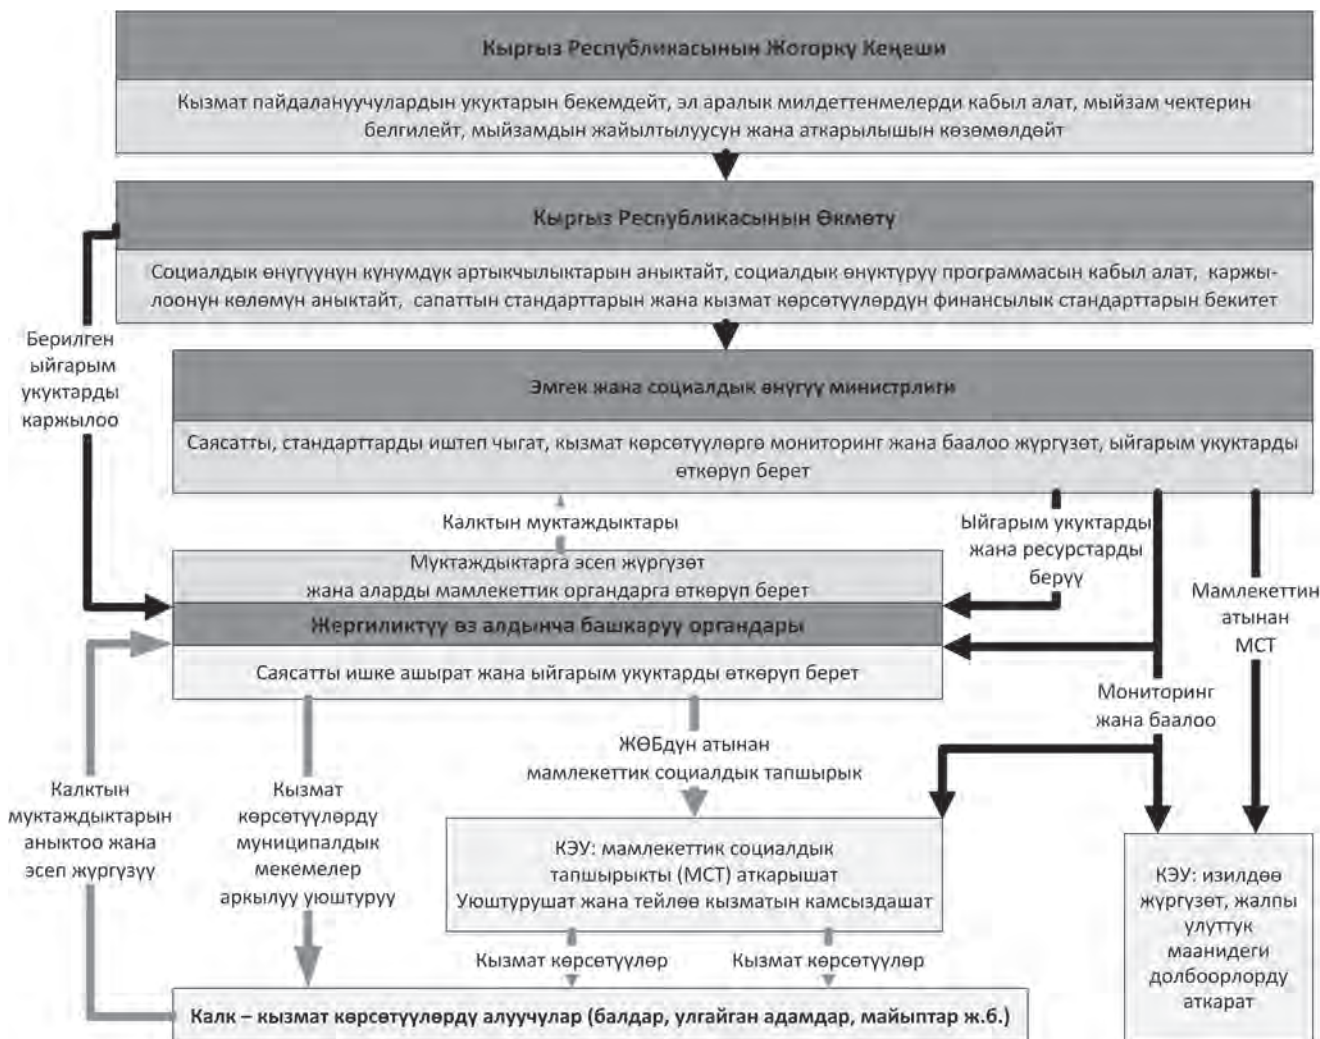 Кыргыз Республикасынын Жогорку Кеңеши
Кызмат пайдалануучулардын укуктарын бекемдейт, эл аралык милдеттенмелерди кабыл алат, мыйзам чектерин
белгилейт, мыйзамдын жайылтылуусун жана аткарылышын көзөмөлдөйт
Кыргыз Республикасынын Өкмөтү
Социалдык өнүгүүнүн күнүмдүк артыкчылыктарын аныктайт, социалдык өнүктүрүү программасын кабыл алат, каржы-
лоонун көлөмүн аныктайт, сапаттын стандарттарын жана кызмат көрсөтүүлөрдүн финансылык стандарттарын бекитет
Берилген
ыйгарым
укуктарды
каржылоо
Эмгек жана социалдык өнүгүү министрлиги
Саясатты, стандарттарды иштеп чыгат, кызмат көрсөтүүлөргө мониторинг жана баалоо жүргүзөт, ыйгарым укуктарды
өткөрүп берет
Калктын муктаждыктары
Ыйгарым укуктарды
жана ресурстарды
берүү
Мамлекеттин
атынан
МСТ
Муктаждыктарга эсеп жүргүзөт
жана аларды мамлекеттик органдарга өткөрүп берет
Жергиликтүү өз алдынча башкаруу органдары
Саясатты ишке ашырат жана ыйгарым укуктарды өткөрүп берет
Мониторинг
жана баалоо
ЖӨБдүн атынан
мамлекеттик социалдык тапшырык
Калктын
муктаждыктарын
аныктоо жана
эсеп жүргүзүү
Кызмат
көрсөтүүлөрдү
муниципалдык
мекемелер
аркылуу уюштуруу
КЭУ: мамлекеттик социалдык
тапшырыкты (МСТ) аткарышат
Уюштурушат жана тейлөө кызматын камсыздашат
КЭУ: изилдөө
жүргүзөт, жалпы
улуттук
маанидеги
долбоорлорду
аткарат
Кызмат көрсөтүүлөр
Кызмат көрсөтүүлөр
Калк – кызмат көрсөтүүлөрдү алуучулар (балдар, улгайган адамдар, майыптар ж.б.)